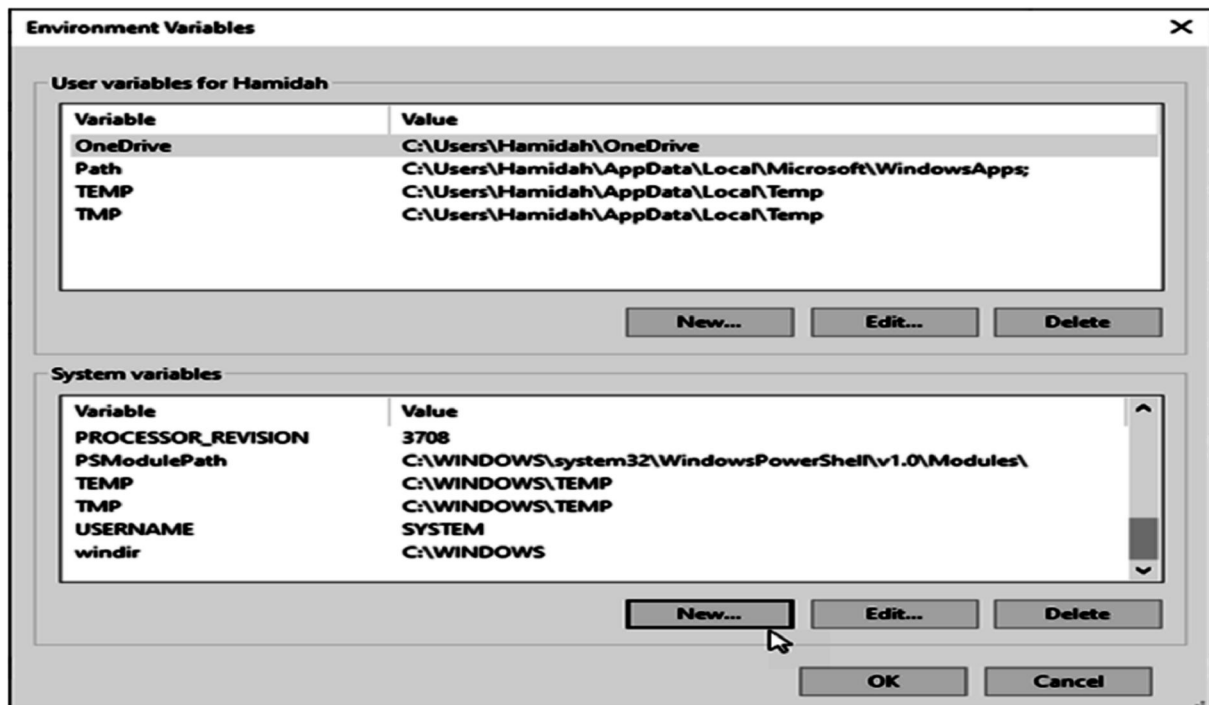 Environment Variables
User variables for Hamidah
Variable Value
OneDrive C:\Users\Hamidah\OneDrive
Path C:\Users\Hamidah\AppData\Local\Microsoft\WindowsApps;
TEMP C:\Users\Hamidah\AppData\Local\Temp
TMP C:\Users\Hamidah\AppData\Local\Temp
New... Edit... Delete
System variables
Variable Value
PROCESSOR_REVISION 3708
PSModulePath C:\WINDOWS\system32\WindowsPowerShell\v1.0\Modules\
TEMP C:\WINDOWS\TEMP
TMP C:\WINDOWS\TEMP
USERNAME SYSTEM
windir C:\WINDOWS
New... Edit... Delete
OK Cancel